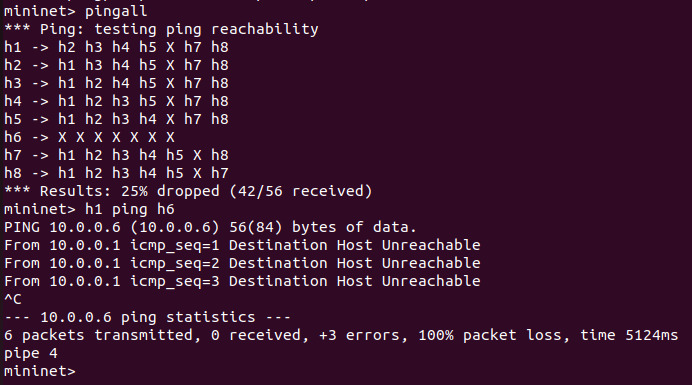 mininet> pingall
*** Ping: testing ping reachability
h1 -> h2 h3 h4 h5 X h7 h8
h2 -> h1 h3 h4 h5 X h7 h8
h3 -> h1 h2 h4 h5 X h7 h8
h4 -> h1 h2 h3 h5 X h7 h8
h5 -> h1 h2 h3 h4 X h7 h8
h6 -> X X X X X X X
h7 -> h1 h2 h3 h4 h5 X h8
h8 -> h1 h2 h3 h4 h5 X h7
*** Results: 25% dropped (42/56 received)
mininet> h1 ping h6
PING 10.0.0.6 (10.0.0.6) 56(84) bytes of data.
From 10.0.0.1 icmp_seq=1 Destination Host Unreachable
From 10.0.0.1 icmp_seq=2 Destination Host Unreachable
From 10.0.0.1 icmp_seq=3 Destination Host Unreachable
^C
--- 10.0.0.6 ping statistics ---
6 packets transmitted, 0 received, +3 errors, 100% packet loss, time 5124ms
pipe 4
mininet>